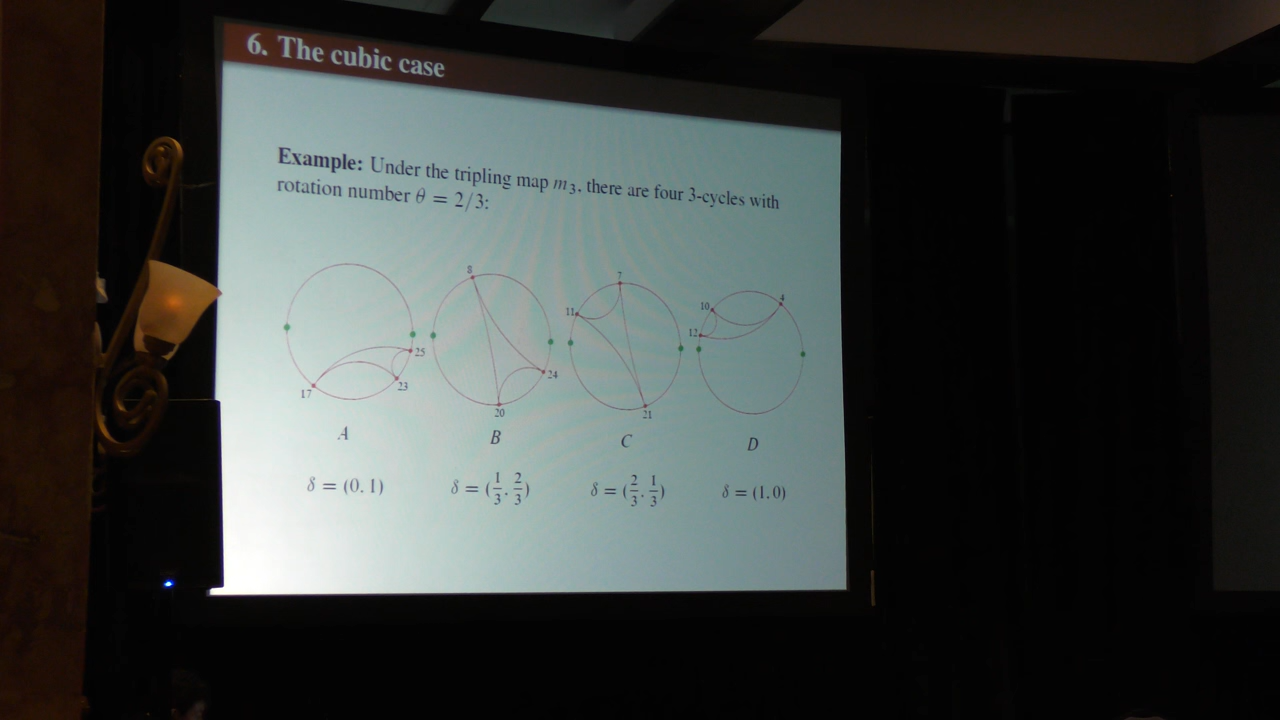 6. The cubic case
Example: Under the tripling map m₃, there are four 3-cycles with
rotation number θ = 2/3:
17 23 25
8 20 24
11 7 21
10 4 12
A B C D
δ = (0, 1) δ = (1/3, 2/3) δ = (2/3, 1/3) δ = (1, 0)